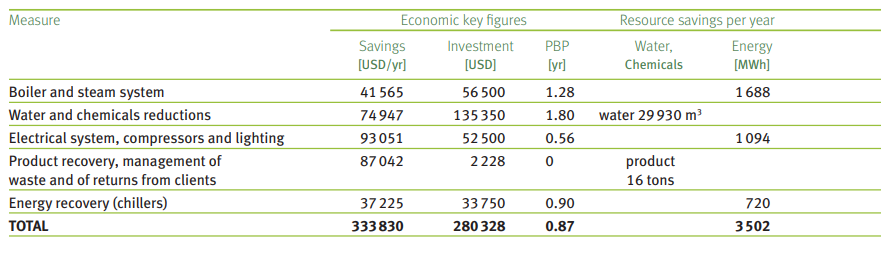 Measure Economic key figures Resource savings per year
Savings Investment PBP Water, Energy
[USD/yr] [USD] [yr] Chemicals [MWh]
Boiler and steam system 41 565 56 500 1.28 1 688
Water and chemicals reductions 74 947 135 350 1.80 water 29 930 m³
Electrical system, compressors and lighting 93 051 52 500 0.56 1 094
Product recovery, management of 87 042 2 228 0 product
waste and of returns from clients 16 tons
Energy recovery (chillers) 37 225 33 750 0.90 720
TOTAL 333 830 280 328 0.87 3 502